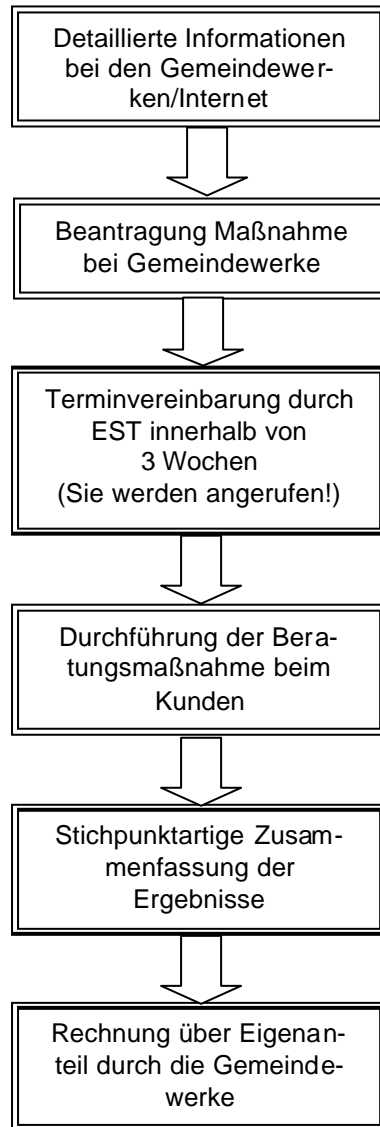 Detaillierte Informationen
bei den Gemeindewer-
ken/Internet
Beantragung Maßnahme
bei Gemeindewerke
Terminvereinbarung durch
EST innerhalb von
3 Wochen
(Sie werden angerufen!)
Durchführung der Bera-
tungsmaßnahme beim
Kunden
Stichpunktartige Zusam-
menfassung der
Ergebnisse
Rechnung über Eigenan-
teil durch die Gemeinde-
werke